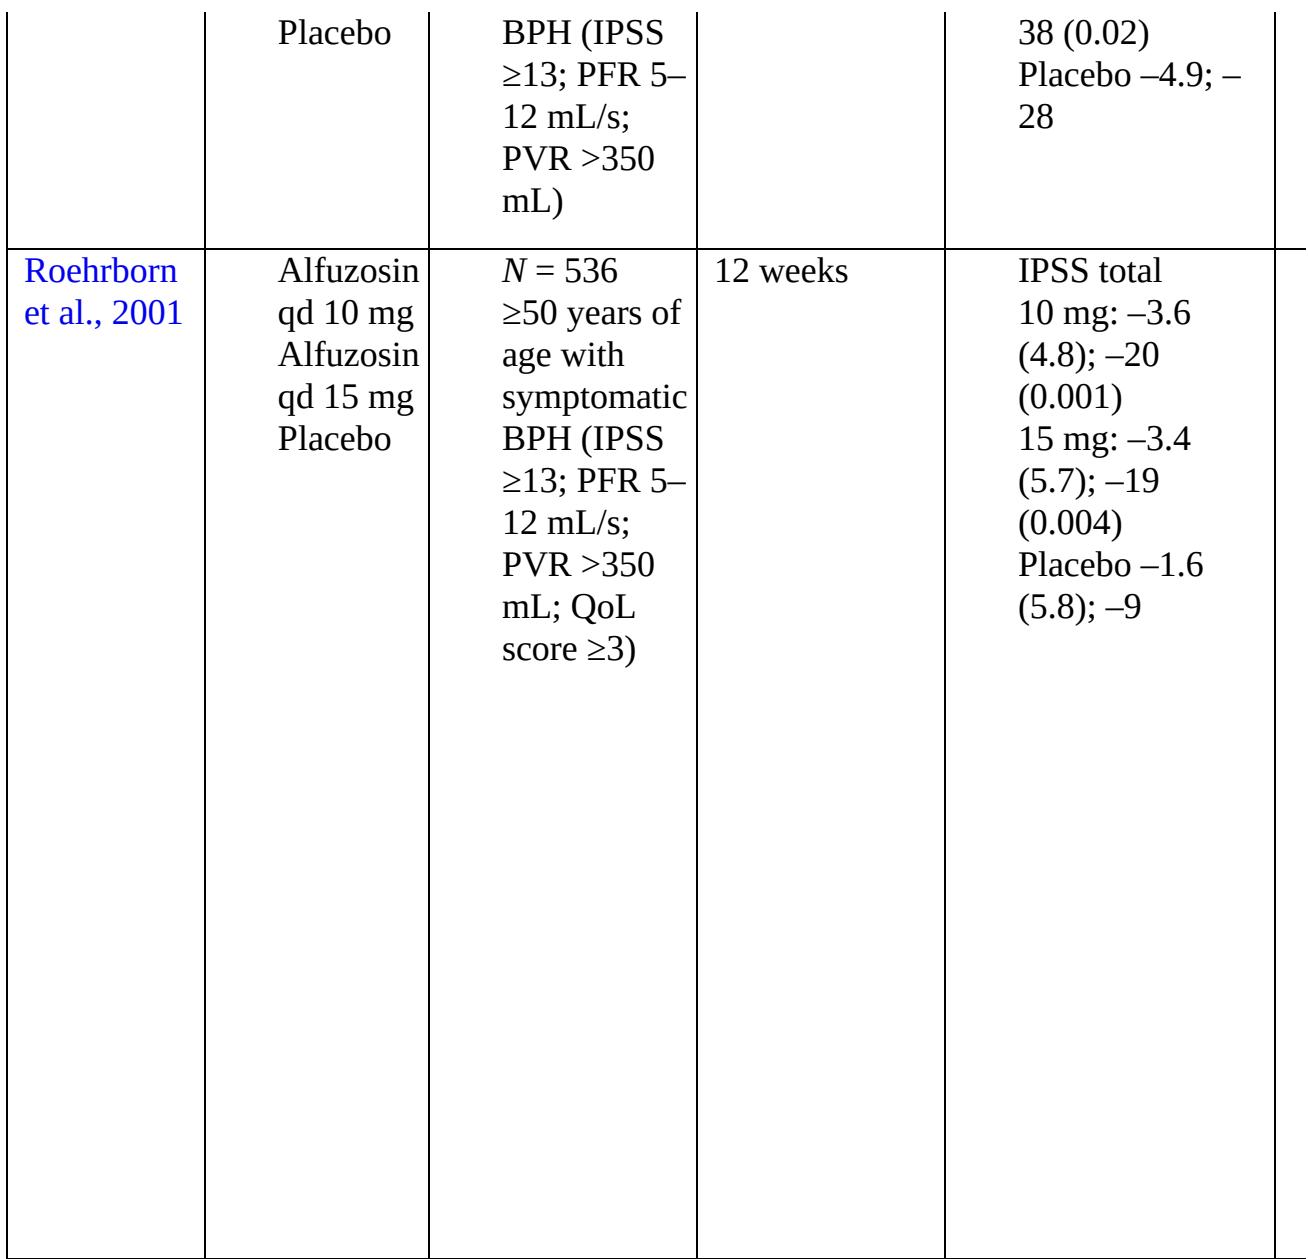 Placebo
BPH (IPSS
≥13; PFR 5–
12 mL/s;
PVR >350
mL)
38 (0.02)
Placebo –4.9; –
28
Roehrborn
et al., 2001
Alfuzosin
qd 10 mg
Alfuzosin
qd 15 mg
Placebo
N = 536
≥50 years of
age with
symptomatic
BPH (IPSS
≥13; PFR 5–
12 mL/s;
PVR >350
mL; QoL
score ≥3)
12 weeks
IPSS total
10 mg: –3.6
(4.8); –20
(0.001)
15 mg: –3.4
(5.7); –19
(0.004)
Placebo –1.6
(5.8); –9